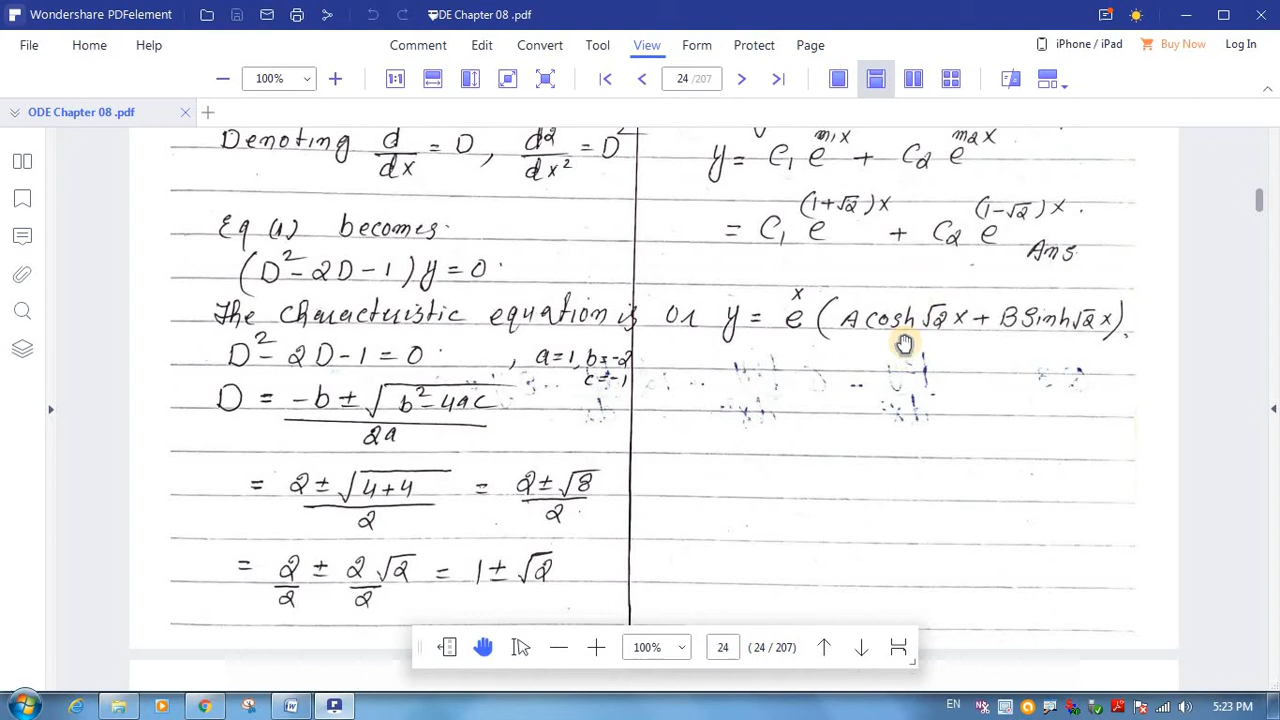 Wondershare PDFelement
ODE Chapter 08 .pdf
File Home Help
Comment Edit Convert Tool View Form Protect Page
iPhone / iPad Buy Now Log In
100% 1:1 24 /207
ODE Chapter 08 .pdf
Denoting d/dx = D, d²/dx² = D²
Eq (1) becomes
(D² - 2D - 1) y = 0
The charactristic equation is
D² - 2D - 1 = 0 , a = 1, b = -2
c = -1
D = (-b ± √(b² - 4ac)) / 2a
= (2 ± √(4+4)) / 2 = (2 ± √8) / 2
= 2/2 ± 2√2/2 = 1 ± √2
y = C₁ e^(m₁x) + C₂ e^(m₂x)
= C₁ e^((1+√2)x) + C₂ e^((1-√2)x) .
Ans
or y = e^x (A cosh √2 x + B Sinh √2 x).
100% 24 (24 / 207)
EN 5:23 PM